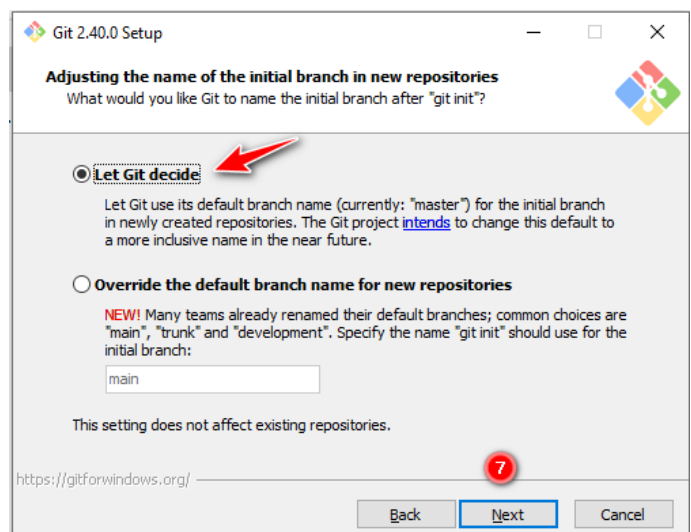 Git 2.40.0 Setup
Adjusting the name of the initial branch in new repositories
What would you like Git to name the initial branch after "git init"?
Let Git decide
Let Git use its default branch name (currently: "master") for the initial branch
in newly created repositories. The Git project intends to change this default to
a more inclusive name in the near future.
Override the default branch name for new repositories
NEW! Many teams already renamed their default branches; common choices are
"main", "trunk" and "development". Specify the name "git init" should use for the
initial branch:
main
This setting does not affect existing repositories.
7
https://gitforwindows.org/
Back Next Cancel